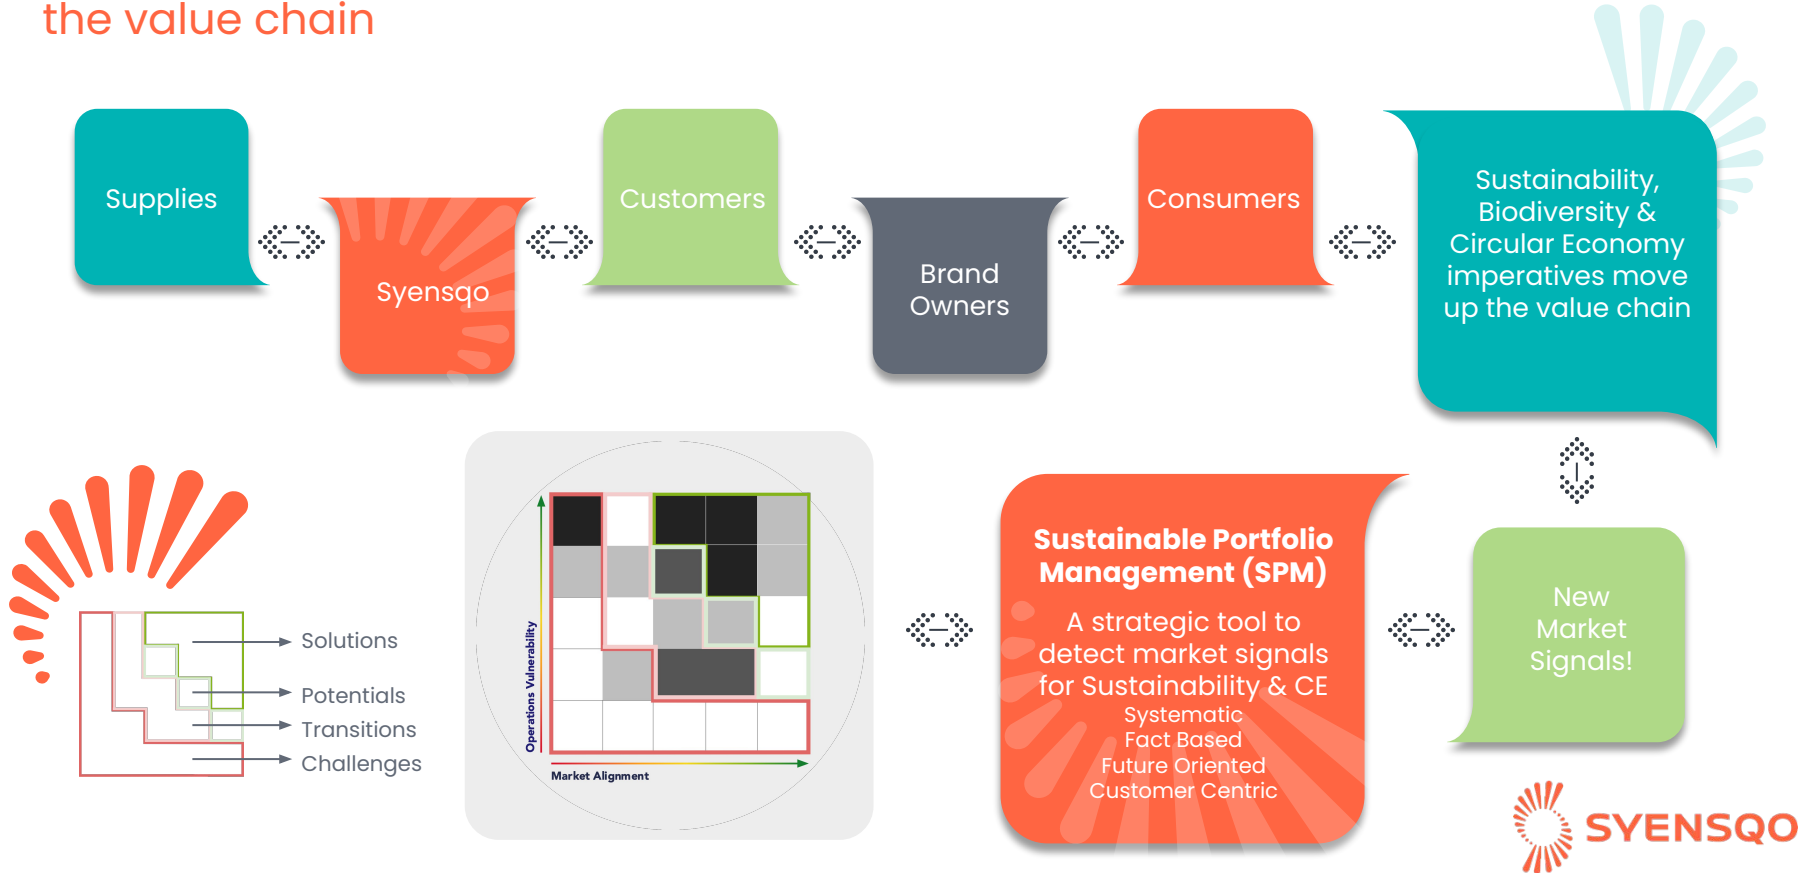 the value chain
Supplies
Syensqo
Customers
Brand
Owners
Consumers
Sustainability,
Biodiversity &
Circular Economy
imperatives move
up the value chain
New
Market
Signals!
Sustainable Portfolio
Management (SPM)
A strategic tool to
detect market signals
for Sustainability & CE
Systematic
Fact Based
Future Oriented
Customer Centric
Operations Vulnerability
Market Alignment
Solutions
Potentials
Transitions
Challenges
SYENSQO